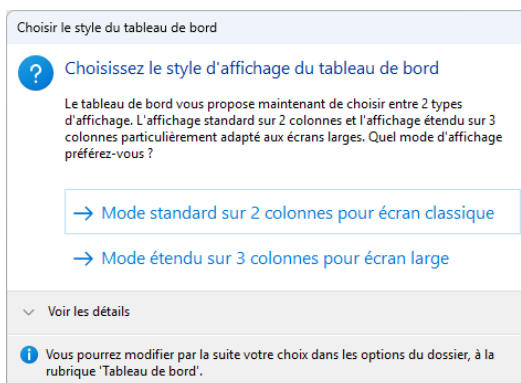 Choisir le style du tableau de bord
Choisissez le style d'affichage du tableau de bord
Le tableau de bord vous propose maintenant de choisir entre 2 types
d'affichage. L'affichage standard sur 2 colonnes et l'affichage étendu sur 3
colonnes particulièrement adapté aux écrans larges. Quel mode d'affichage
préférez-vous ?
Mode standard sur 2 colonnes pour écran classique
Mode étendu sur 3 colonnes pour écran large
Voir les détails
Vous pourrez modifier par la suite votre choix dans les options du dossier, à la
rubrique 'Tableau de bord'.